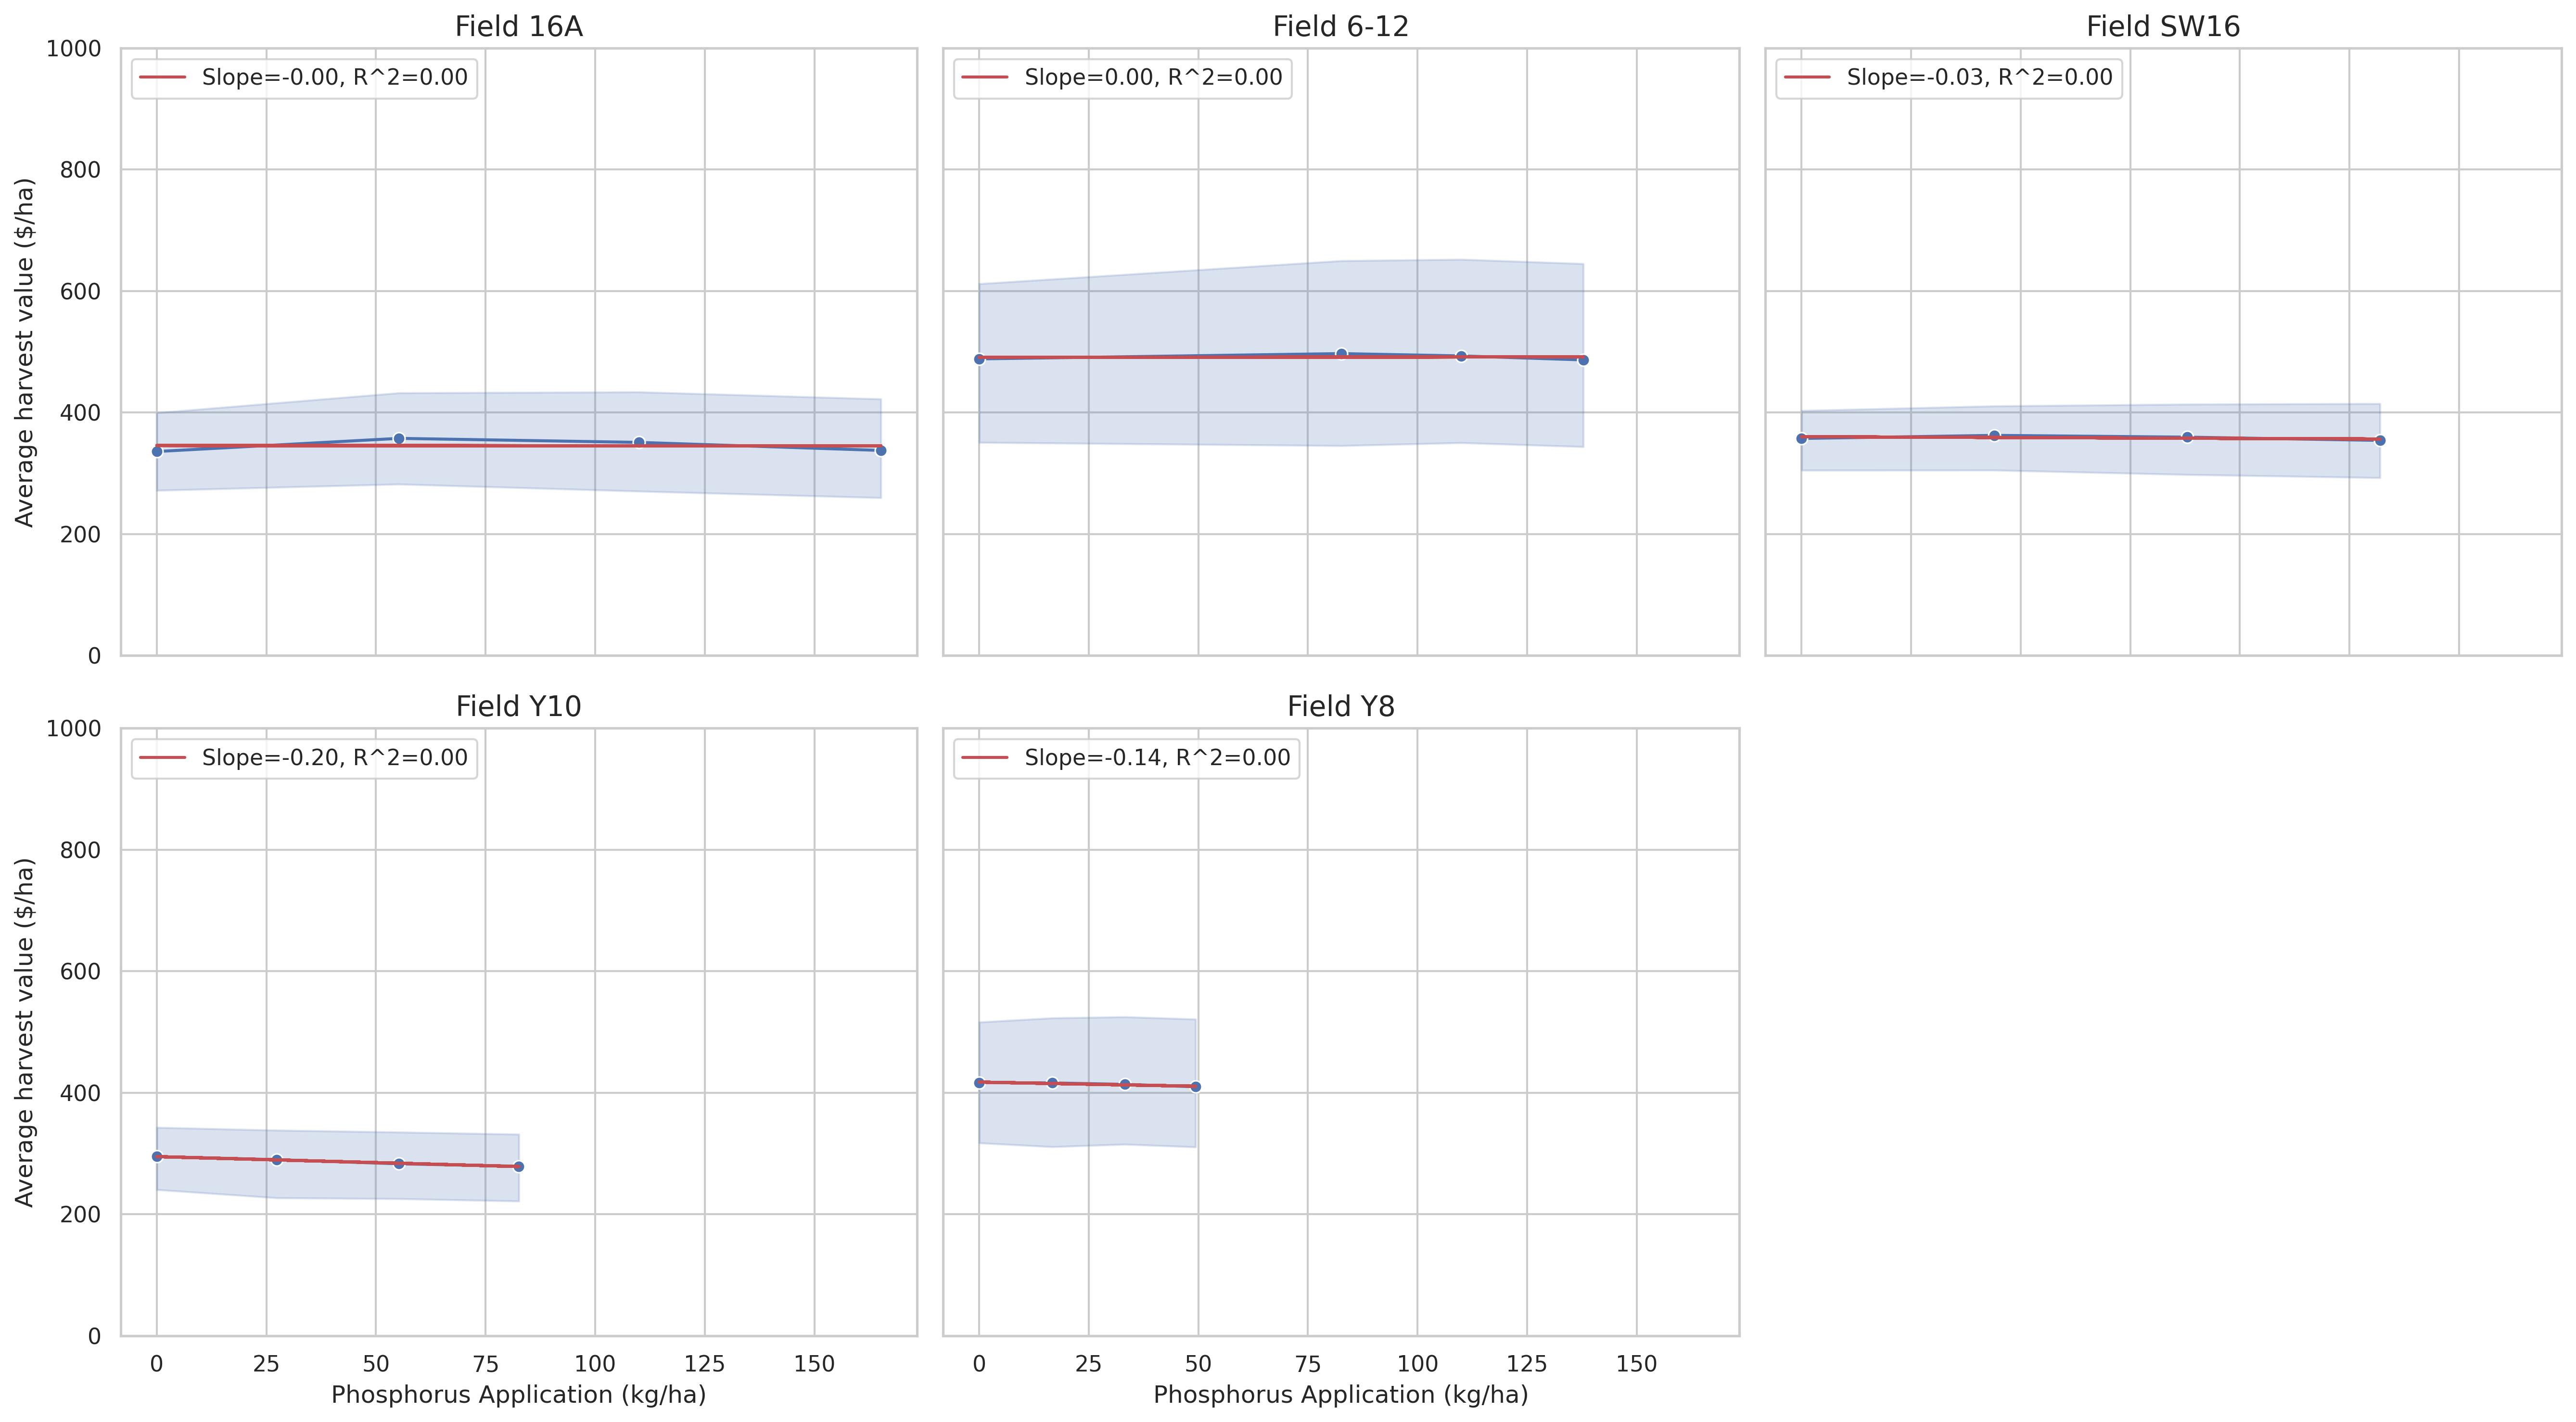 Field 16A
Field 6-12
Field SW16
1000
800
600
400
200
0
Average harvest value ($/ha)
Slope=-0.00, R^2=0.00
Slope=0.00, R^2=0.00
Slope=-0.03, R^2=0.00
Field Y10
Field Y8
1000
800
600
400
200
0
Average harvest value ($/ha)
Slope=-0.20, R^2=0.00
Slope=-0.14, R^2=0.00
0 25 50 75 100 125 150
Phosphorus Application (kg/ha)
0 25 50 75 100 125 150
Phosphorus Application (kg/ha)